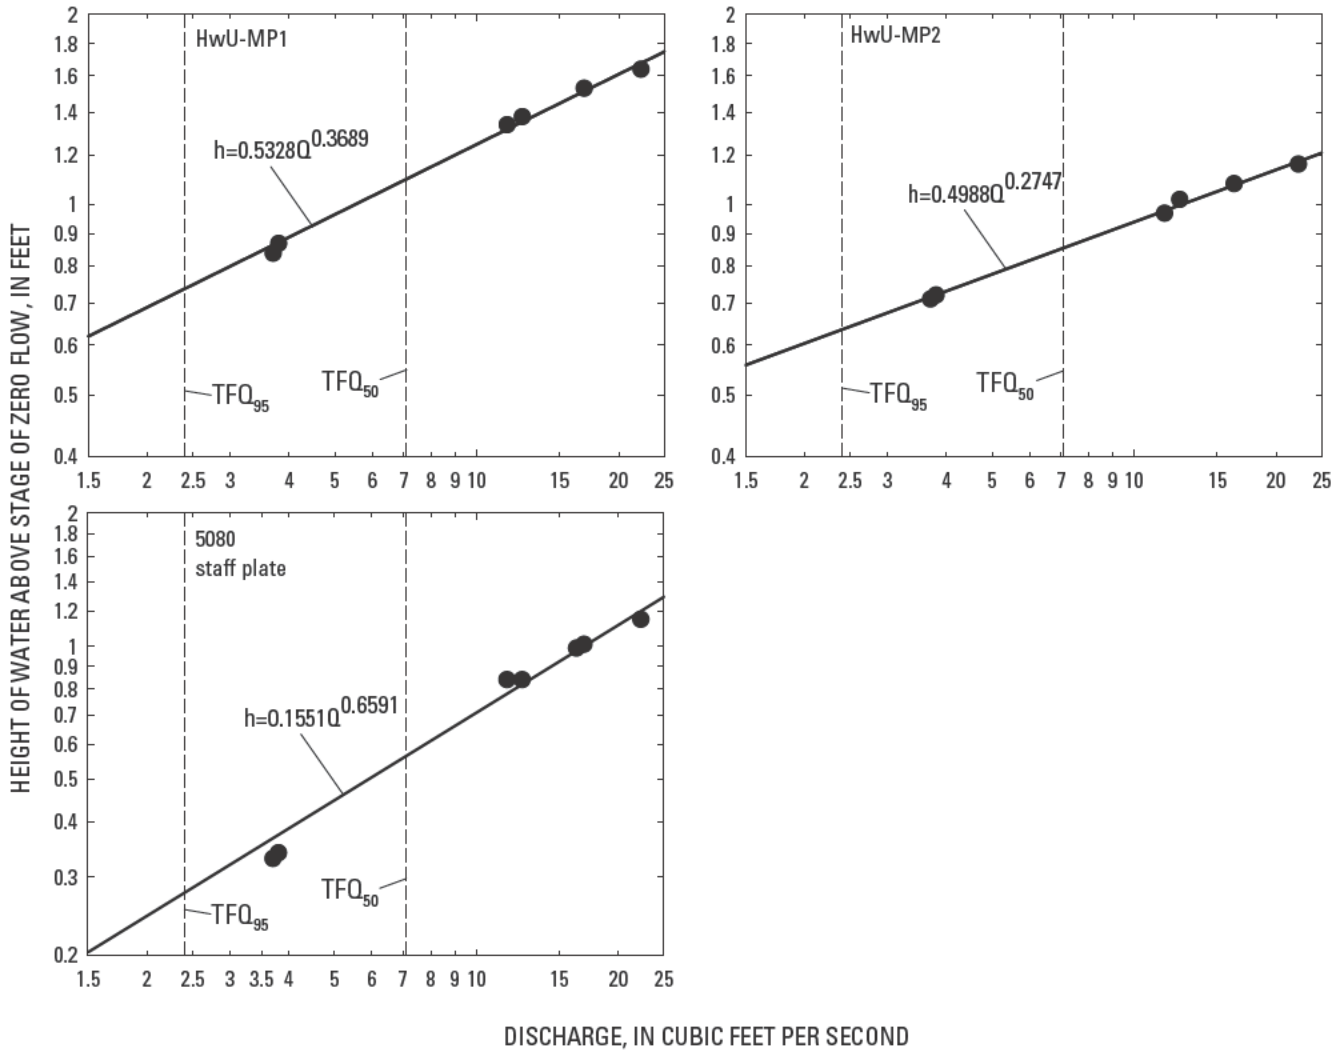 HEIGHT OF WATER ABOVE STAGE OF ZERO FLOW, IN FEET
HwU-MP1
2
1.8
1.6
1.4
1.2
1
0.9
0.8
0.7
0.6
0.5
0.4
h=0.5328Q^0.3689
TFQ95
TFQ50
1.5 2 2.5 3 4 5 6 7 8 9 10 15 20 25
HwU-MP2
2
1.8
1.6
1.4
1.2
1
0.9
0.8
0.7
0.6
0.5
0.4
h=0.4988Q^0.2747
TFQ95
TFQ50
1.5 2 2.5 3 4 5 6 7 8 9 10 15 20 25
5080
staff plate
2
1.8
1.6
1.4
1.2
1
0.9
0.8
0.7
0.6
0.5
0.4
0.3
0.2
h=0.1551Q^0.6591
TFQ50
TFQ95
1.5 2 2.5 3 3.5 4 5 6 7 8 9 10 15 20 25
DISCHARGE, IN CUBIC FEET PER SECOND